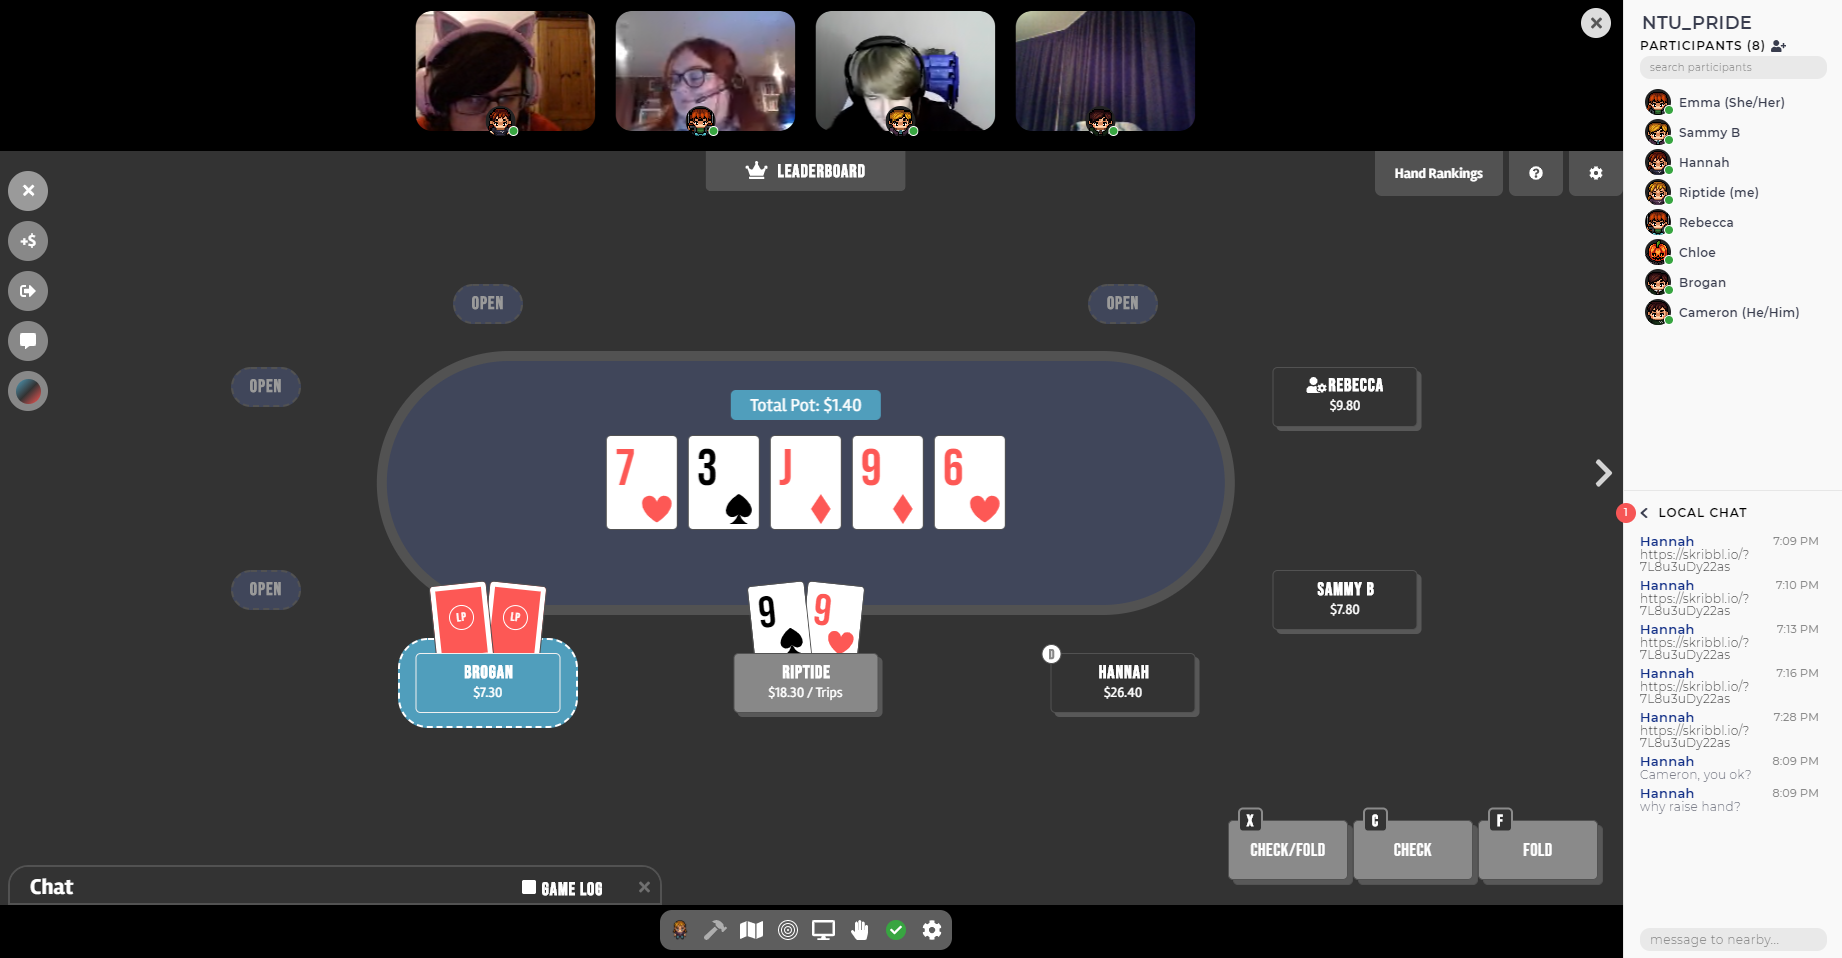 LEADERBOARD
Hand Rankings
+$
OPEN
OPEN
OPEN
OPEN
Total Pot: $1.40
7
3
J
9
6
REBECCA
$9.80
SAMMY B
$7.80
LP
LP
9
9
BROGAN
$7.30
RIPTIDE
$18.30 / Trips
D
HANNAH
$26.40
X
CHECK/FOLD
C
CHECK
F
FOLD
Chat
GAME LOG
NTU_PRIDE
PARTICIPANTS (8)
search participants
Emma (She/Her)
Sammy B
Hannah
Riptide (me)
Rebecca
Chloe
Brogan
Cameron (He/Him)
1
LOCAL CHAT
Hannah 7:09 PM
https://skribbl.io/?
7L8u3uDy22as
Hannah 7:10 PM
https://skribbl.io/?
7L8u3uDy22as
Hannah 7:13 PM
https://skribbl.io/?
7L8u3uDy22as
Hannah 7:16 PM
https://skribbl.io/?
7L8u3uDy22as
Hannah 7:28 PM
https://skribbl.io/?
7L8u3uDy22as
Hannah 8:09 PM
Cameron, you ok?
Hannah 8:09 PM
why raise hand?
message to nearby...